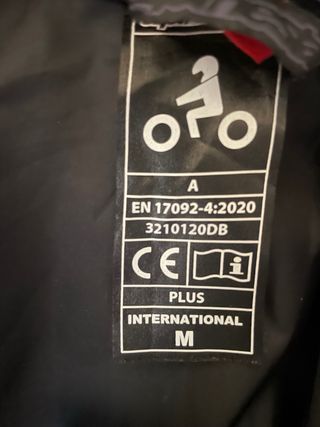 A
EN 17092-4:2020
3210120DB
CE i
PLUS
INTERNATIONAL
M